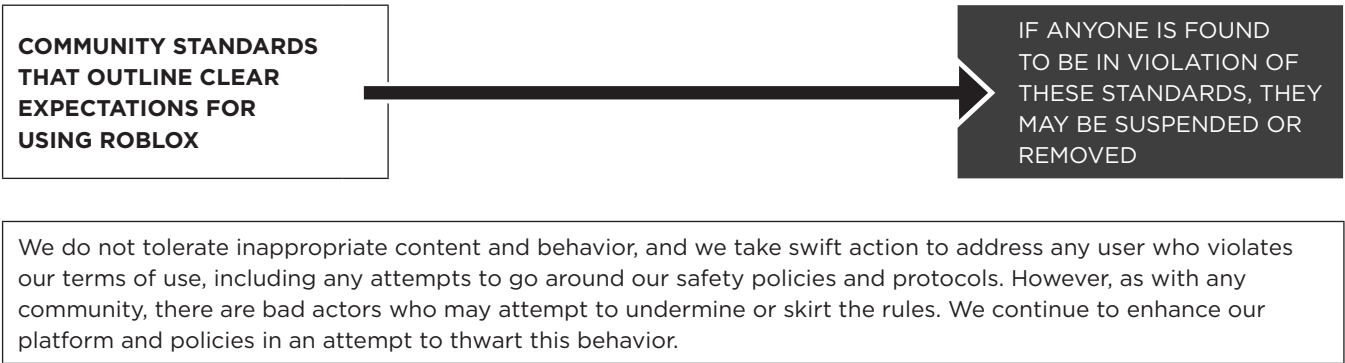 COMMUNITY STANDARDS
THAT OUTLINE CLEAR
EXPECTATIONS FOR
USING ROBLOX
IF ANYONE IS FOUND
TO BE IN VIOLATION OF
THESE STANDARDS, THEY
MAY BE SUSPENDED OR
REMOVED
We do not tolerate inappropriate content and behavior, and we take swift action to address any user who violates
our terms of use, including any attempts to go around our safety policies and protocols. However, as with any
community, there are bad actors who may attempt to undermine or skirt the rules. We continue to enhance our
platform and policies in an attempt to thwart this behavior.